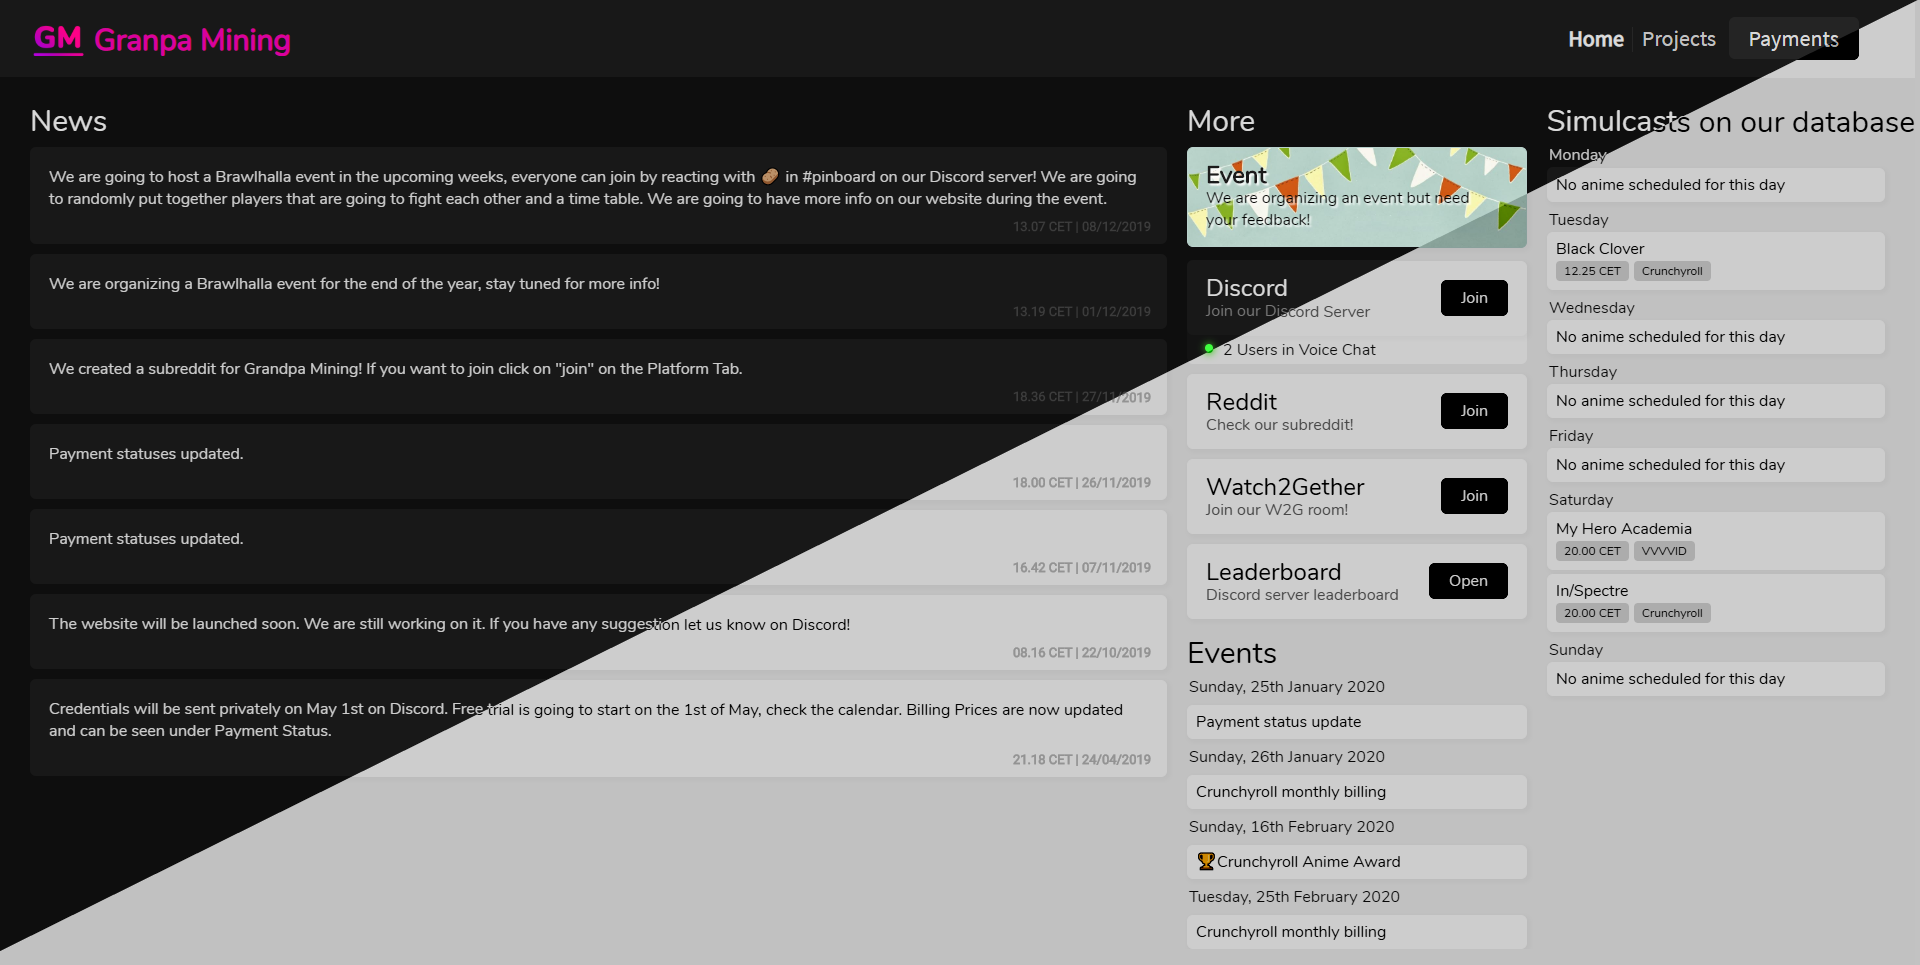 GM Granpa Mining
Home
Projects
Payments
News
We are going to host a Brawlhalla event in the upcoming weeks, everyone can join by reacting with 🥔 in #pinboard on our Discord server! We are going
to randomly put together players that are going to fight each other and a time table. We are going to have more info on our website during the event.
13.07 CET | 08/12/2019
We are organizing a Brawlhalla event for the end of the year, stay tuned for more info!
13.19 CET | 01/12/2019
We created a subreddit for Grandpa Mining! If you want to join click on "join" on the Platform Tab.
18.36 CET | 27/11/2019
Payment statuses updated.
18.00 CET | 26/11/2019
Payment statuses updated.
16.42 CET | 07/11/2019
The website will be launched soon. We are still working on it. If you have any suggestion let us know on Discord!
08.16 CET | 22/10/2019
Credentials will be sent privately on May 1st on Discord. Free trial is going to start on the 1st of May, check the calendar. Billing Prices are now updated
and can be seen under Payment Status.
21.18 CET | 24/04/2019
More
Event
We are organizing an event but need
your feedback!
Discord
Join our Discord Server
Join
2 Users in Voice Chat
Reddit
Check our subreddit!
Join
Watch2Gether
Join our W2G room!
Join
Leaderboard
Discord server leaderboard
Open
Events
Sunday, 25th January 2020
Payment status update
Sunday, 26th January 2020
Crunchyroll monthly billing
Sunday, 16th February 2020
🏆Crunchyroll Anime Award
Tuesday, 25th February 2020
Crunchyroll monthly billing
Simulcasts on our database
Monday
No anime scheduled for this day
Tuesday
Black Clover
12.25 CET Crunchyroll
Wednesday
No anime scheduled for this day
Thursday
No anime scheduled for this day
Friday
No anime scheduled for this day
Saturday
My Hero Academia
20.00 CET VVVVID
In/Spectre
20.00 CET Crunchyroll
Sunday
No anime scheduled for this day